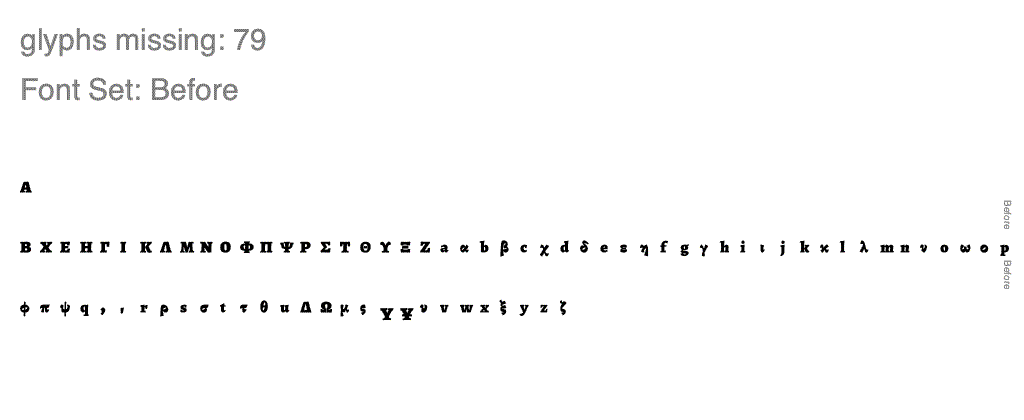 glyphs missing: 79
Font Set: Before
Α
Β Χ Ε Η Γ Ι Κ Λ Μ Ν Ο Φ Π Ψ Ρ Σ Τ Θ Υ Ξ Ζ a α b β c χ d δ e ε η f g γ h i ι j k κ l λ m n ν o ω ο p
φ π ψ q , r ρ s σ t τ θ u Δ Ω μ ς ν v w x ξ y z ζ
Before
Before